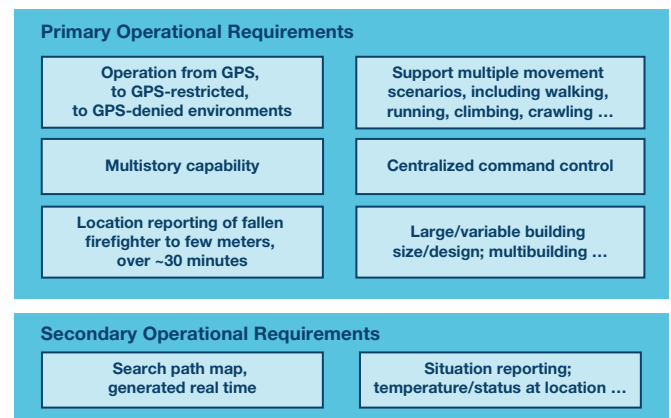 Primary Operational Requirements
Operation from GPS,
to GPS-restricted,
to GPS-denied environments
Support multiple movement
scenarios, including walking,
running, climbing, crawling …
Multistory capability
Centralized command control
Location reporting of fallen
firefighter to few meters,
over ~30 minutes
Large/variable building
size/design; multibuilding …
Secondary Operational Requirements
Search path map,
generated real time
Situation reporting;
temperature/status at location …